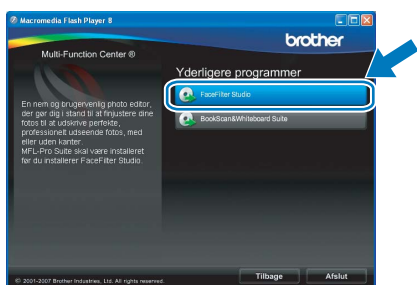 Macromedia Flash Player 8
brother
Multi-Function Center ®
Yderligere programmer
FaceFilter Studio
BookScan&Whiteboard Suite
En nem og brugervenlig photo editor,
der gør dig i stand til at finjustere dine
fotos til at udskrive perfekte,
professionelt udseende fotos, med
eller uden kanter.
MFL-Pro Suite skal være installeret
før du installerer FaceFilter Studio.
© 2001-2007 Brother Industries, Ltd. All rights reserved.
Tilbage
Afslut